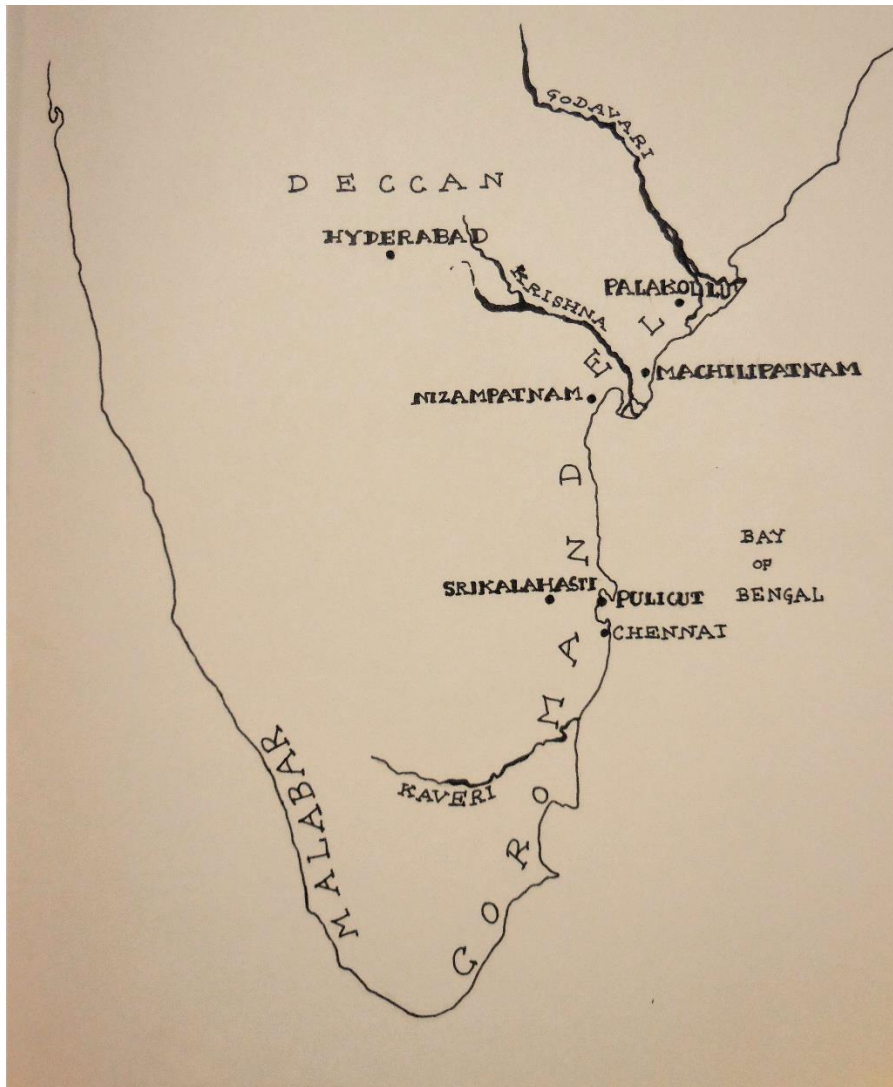 GODAVARI
DECCAN
HYDERABAD
KRISHNA
PALAKOLLU
MACHILIPATNAM
NIZAMPATNAM
BAY
OF
BENGAL
SRIKALAHASTI
PULICUT
CHENNAI
KAVERI
MALABAR
COROMANDEL